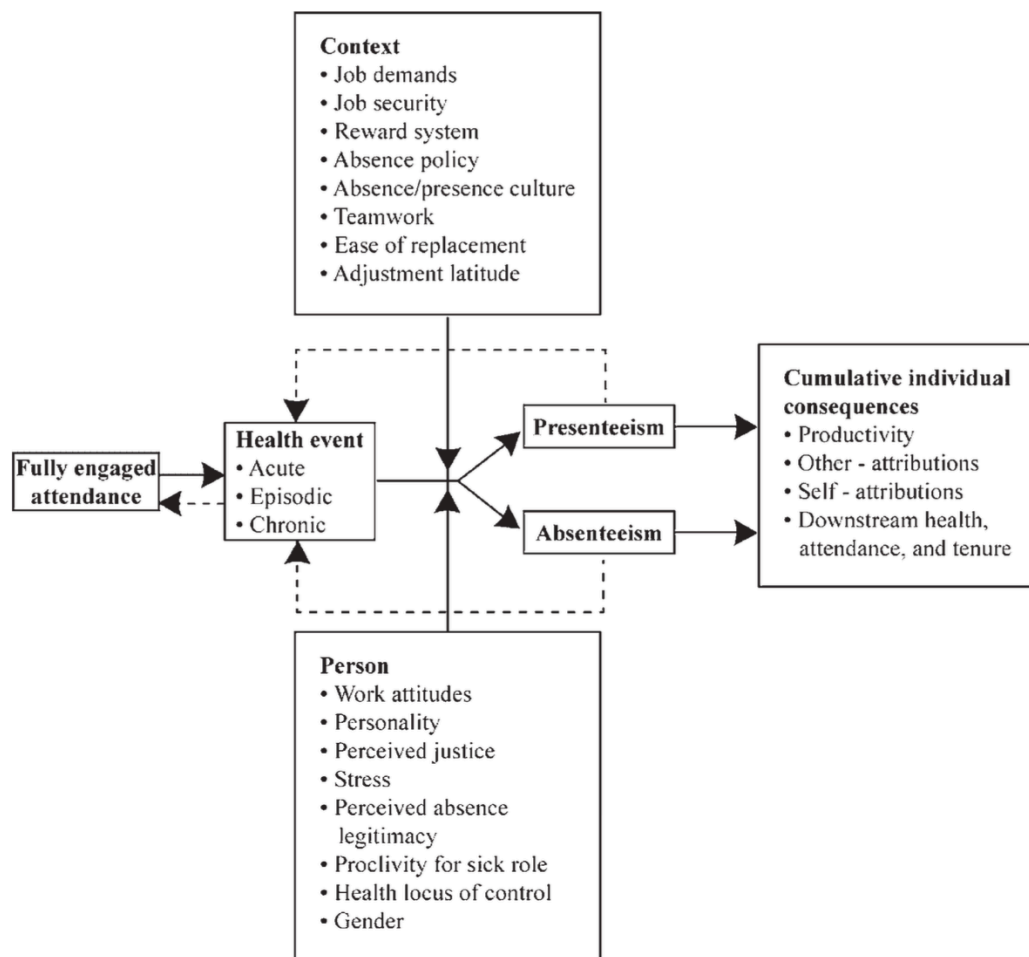 Context
• Job demands
• Job security
• Reward system
• Absence policy
• Absence/presence culture
• Teamwork
• Ease of replacement
• Adjustment latitude
Fully engaged
attendance
Health event
• Acute
• Episodic
• Chronic
Presenteeism
Absenteeism
Cumulative individual
consequences
• Productivity
• Other - attributions
• Self - attributions
• Downstream health,
attendance, and tenure
Person
• Work attitudes
• Personality
• Perceived justice
• Stress
• Perceived absence
legitimacy
• Proclivity for sick role
• Health locus of control
• Gender